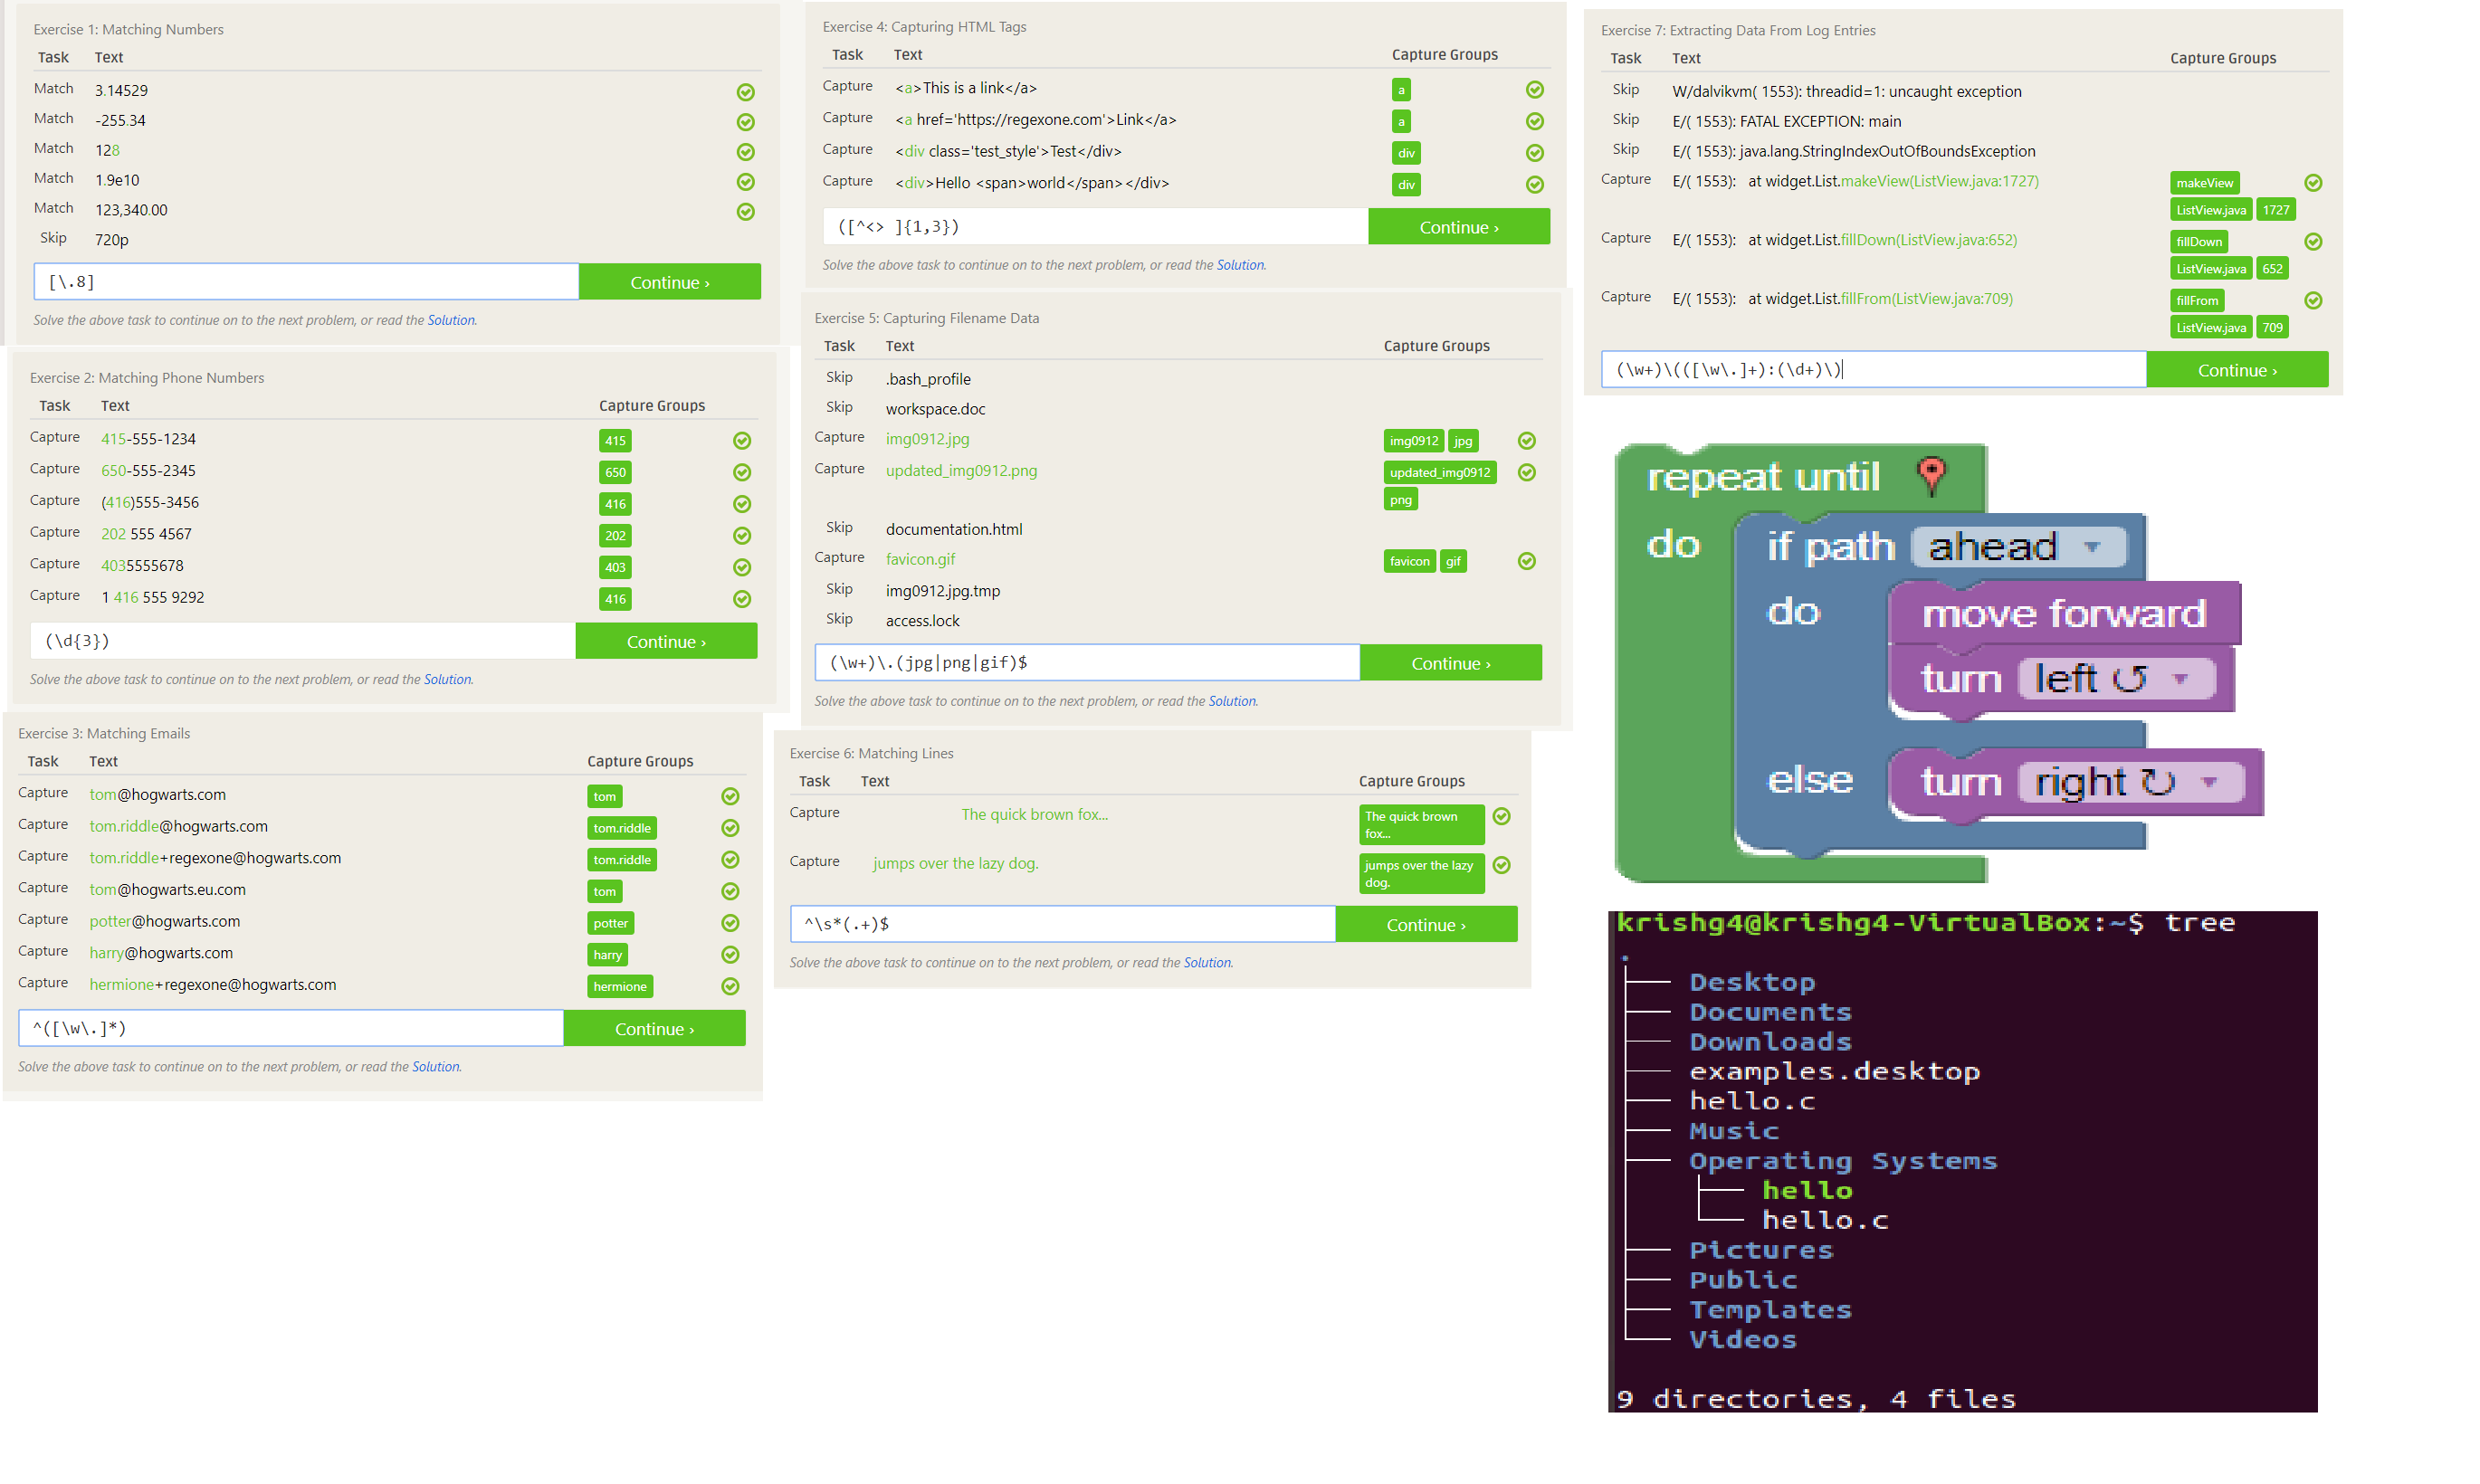 Exercise 1: Matching Numbers
Task Text
Match 3.14529
Match -255.34
Match 128
Match 1.9e10
Match 123,340.00
Skip 720p
[\.8] Continue ›
Solve the above task to continue on to the next problem, or read the Solution.
Exercise 2: Matching Phone Numbers
Task Text Capture Groups
Capture 415-555-1234 415
Capture 650-555-2345 650
Capture (416)555-3456 416
Capture 202 555 4567 202
Capture 4035555678 403
Capture 1 416 555 9292 416
(\d{3}) Continue ›
Solve the above task to continue on to the next problem, or read the Solution.
Exercise 3: Matching Emails
Task Text Capture Groups
Capture tom@hogwarts.com tom
Capture tom.riddle@hogwarts.com tom.riddle
Capture tom.riddle+regexone@hogwarts.com tom.riddle
Capture tom@hogwarts.eu.com tom
Capture potter@hogwarts.com potter
Capture harry@hogwarts.com harry
Capture hermione+regexone@hogwarts.com hermione
^([\w\.]*) Continue ›
Solve the above task to continue on to the next problem, or read the Solution.
Exercise 4: Capturing HTML Tags
Task Text Capture Groups
Capture <a>This is a link</a> a
Capture <a href='https://regexone.com'>Link</a> a
Capture <div class='test_style'>Test</div> div
Capture <div>Hello <span>world</span></div> div
([^<> ]{1,3}) Continue ›
Solve the above task to continue on to the next problem, or read the Solution.
Exercise 5: Capturing Filename Data
Task Text Capture Groups
Skip .bash_profile
Skip workspace.doc
Capture img0912.jpg img0912 jpg
Capture updated_img0912.png updated_img0912
png
Skip documentation.html
Capture favicon.gif favicon gif
Skip img0912.jpg.tmp
Skip access.lock
(\w+)\.(jpg|png|gif)$ Continue ›
Solve the above task to continue on to the next problem, or read the Solution.
Exercise 6: Matching Lines
Task Text Capture Groups
Capture The quick brown fox... The quick brown
fox...
Capture jumps over the lazy dog. jumps over the lazy
dog.
^\s*(.+)$ Continue ›
Solve the above task to continue on to the next problem, or read the Solution.
Exercise 7: Extracting Data From Log Entries
Task Text Capture Groups
Skip W/dalvikvm( 1553): threadid=1: uncaught exception
Skip E/( 1553): FATAL EXCEPTION: main
Skip E/( 1553): java.lang.StringIndexOutOfBoundsException
Capture E/( 1553): at widget.List.makeView(ListView.java:1727) makeView
ListView.java 1727
Capture E/( 1553): at widget.List.fillDown(ListView.java:652) fillDown
ListView.java 652
Capture E/( 1553): at widget.List.fillFrom(ListView.java:709) fillFrom
ListView.java 709
(\w+)\(([\w\.]+):(\d+)\) Continue ›
repeat until
do if path ahead
do move forward
turn left ↺
else turn right ↻
krishg4@krishg4-VirtualBox:~$ tree
.
├── Desktop
├── Documents
├── Downloads
├── examples.desktop
├── hello.c
├── Music
├── Operating Systems
│   ├── hello
│   └── hello.c
├── Pictures
├── Public
├── Templates
└── Videos
9 directories, 4 files